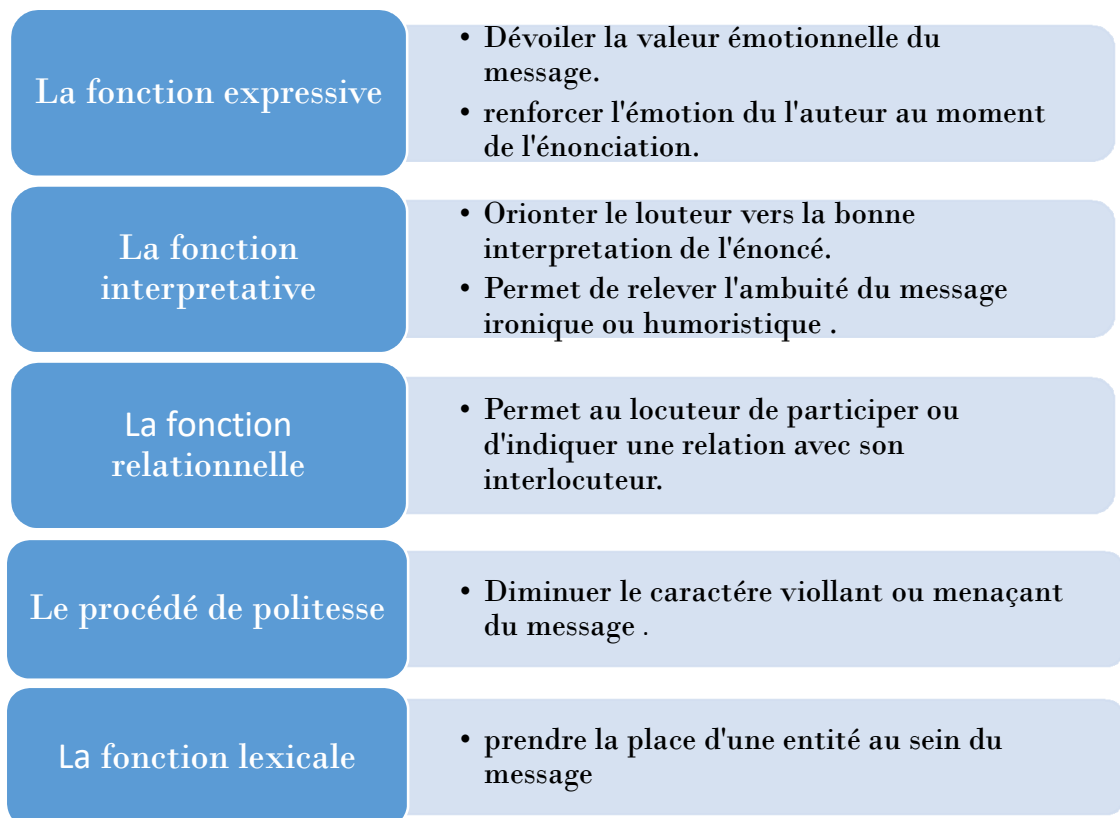 La fonction expressive
• Dévoiler la valeur émotionnelle du
message.
• renforcer l'émotion du l'auteur au moment
de l'énonciation.
La fonction
interpretative
• Orionter le louteur vers la bonne
interpretation de l'énoncé.
• Permet de relever l'ambuité du message
ironique ou humoristique .
La fonction
relationnelle
• Permet au locuteur de participer ou
d'indiquer une relation avec son
interlocuteur.
Le procédé de politesse
• Diminuer le caractére viollant ou menaçant
du message .
La fonction lexicale
• prendre la place d'une entité au sein du
message